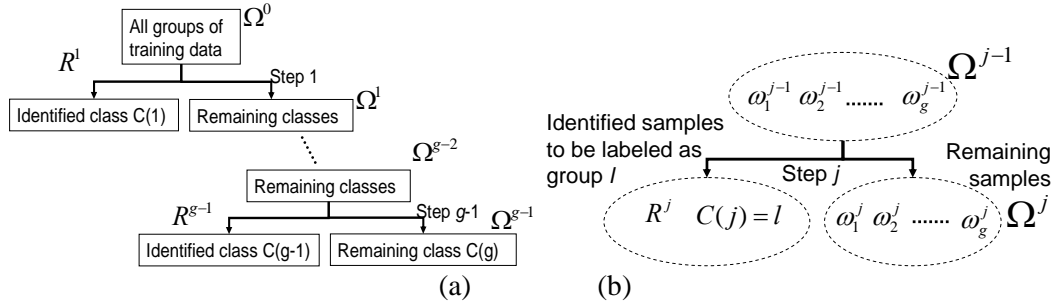 All groups of
training data
Ω^0
R^1
Step 1
Identified class C(1)
Remaining classes
Ω^1
Ω^{g-2}
Remaining classes
R^{g-1}
Step g-1
Ω^{g-1}
Identified class C(g-1)
Remaining class C(g)
(a)
Ω^{j-1}
ω_1^{j-1} ω_2^{j-1} ....... ω_g^{j-1}
Identified samples
to be labeled as
group l
Step j
Remaining
samples
R^j C(j) = l
ω_1^j ω_2^j ....... ω_g^j
Ω^j
(b)